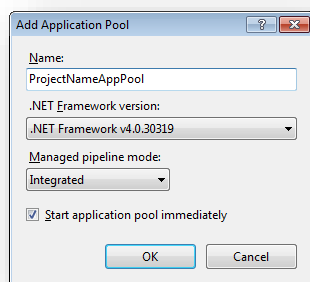 Add Application Pool
Name:
ProjectNameAppPool
.NET Framework version:
.NET Framework v4.0.30319
Managed pipeline mode:
Integrated
Start application pool immediately
OK Cancel